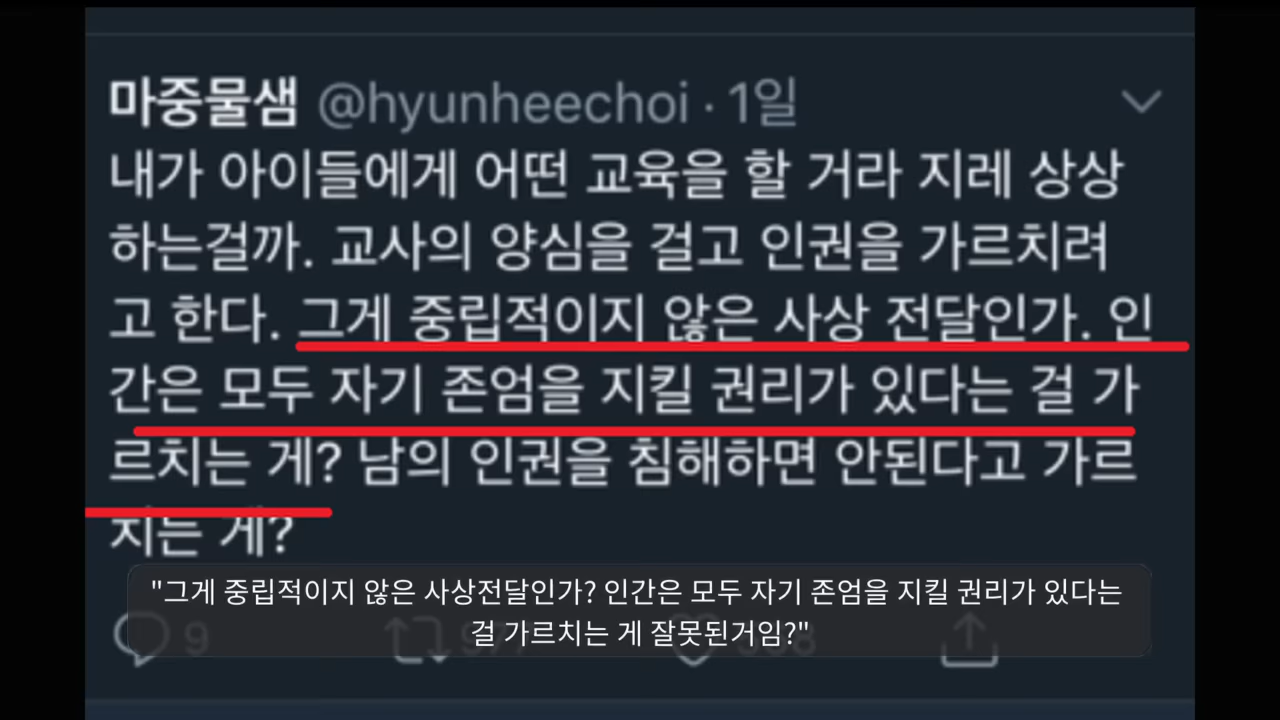 마중물샘 @hyunheechoi · 1일
내가 아이들에게 어떤 교육을 할 거라 지레 상상
하는걸까. 교사의 양심을 걸고 인권을 가르치려
고 한다. 그게 중립적이지 않은 사상 전달인가. 인
간은 모두 자기 존엄을 지킬 권리가 있다는 걸 가
르치는 게? 남의 인권을 침해하면 안된다고 가르
치는 게?
"그게 중립적이지 않은 사상전달인가? 인간은 모두 자기 존엄을 지킬 권리가 있다는
걸 가르치는 게 잘못된거임?"
9